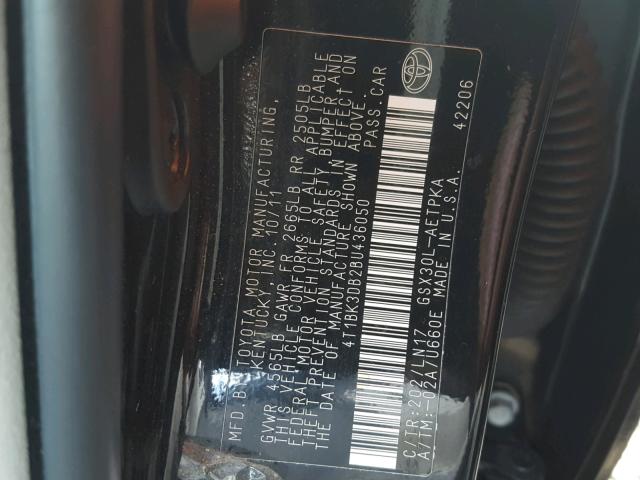 MFD. BY: TOYOTA MOTOR MANUFACTURING,
KENTUCKY, INC. 10/11
GVWR 4565LB GAWR FR 2665LB RR 2505LB
THIS VEHICLE CONFORMS TO ALL APPLICABLE
FEDERAL MOTOR VEHICLE SAFETY, BUMPER, AND
THEFT PREVENTION STANDARDS IN EFFECT ON
THE DATE OF MANUFACTURE SHOWN ABOVE.
4T1BK3DB2BU436050 PASS. CAR
C/TR:202/LN17 GSX30L-AETPKA
A/TM:-02A/U660E MADE IN U.S.A.
42206